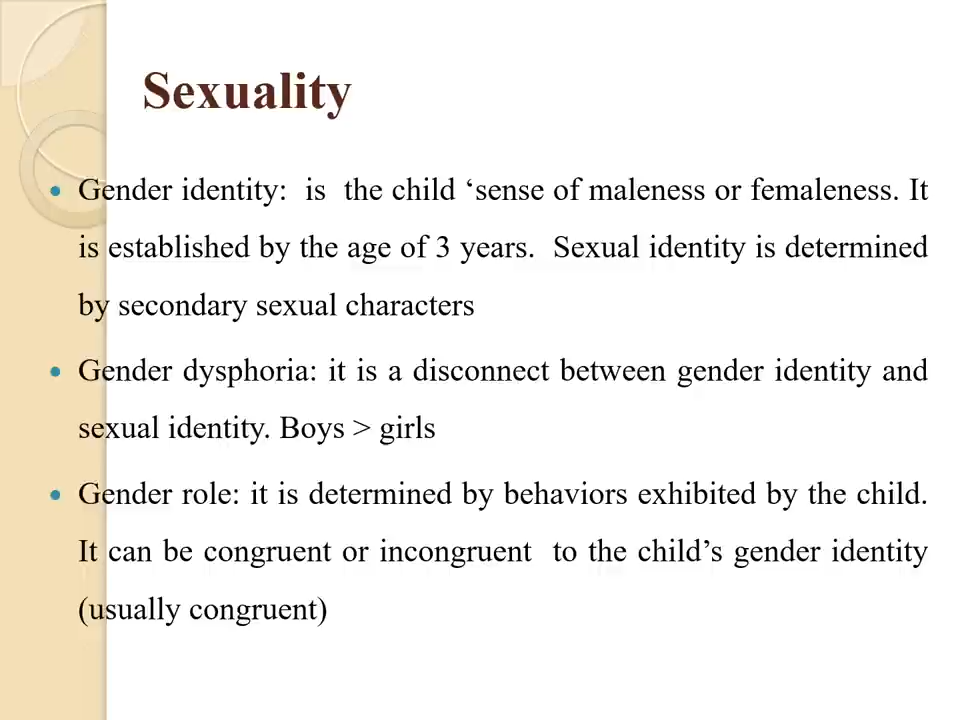 Sexuality
• Gender identity:  is  the child ‘sense of maleness or femaleness. It
is established by the age of 3 years.  Sexual identity is determined
by secondary sexual characters
• Gender dysphoria: it is a disconnect between gender identity and
sexual identity. Boys > girls
• Gender role: it is determined by behaviors exhibited by the child.
It can be congruent or incongruent  to the child’s gender identity
(usually congruent)